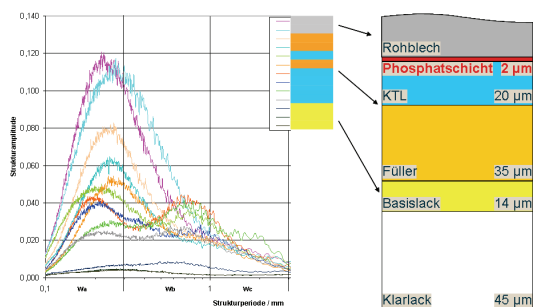 0,140
0,120
0,100
0,080
0,060
0,040
0,020
0,000
Strukturamplitude
0,1
1
Wa
Wb
Wc
Strukturperiode / mm
Rohblech
Phosphatschicht 2 µm
KTL 20 µm
Füller 35 µm
Basislack 14 µm
Klarlack 45 µm